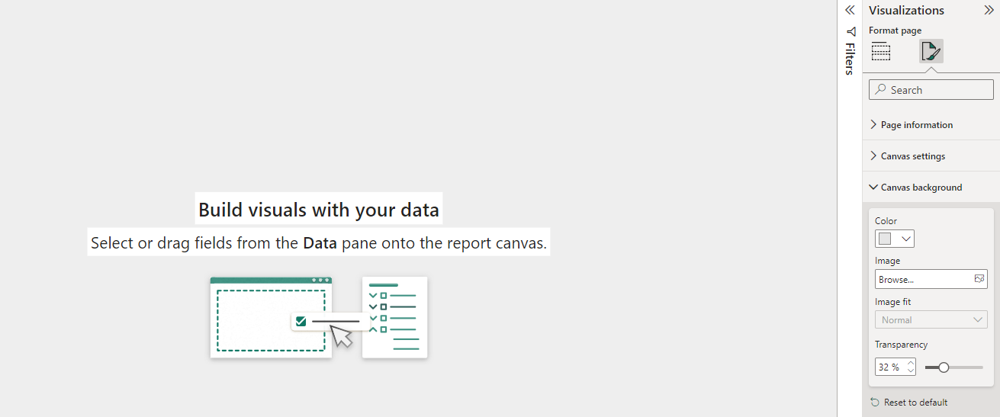 Build visuals with your data
Select or drag fields from the Data pane onto the report canvas.
Filters
Visualizations
Format page
Search
Page information
Canvas settings
Canvas background
Color
Image
Browse...
Image fit
Normal
Transparency
32 %
Reset to default